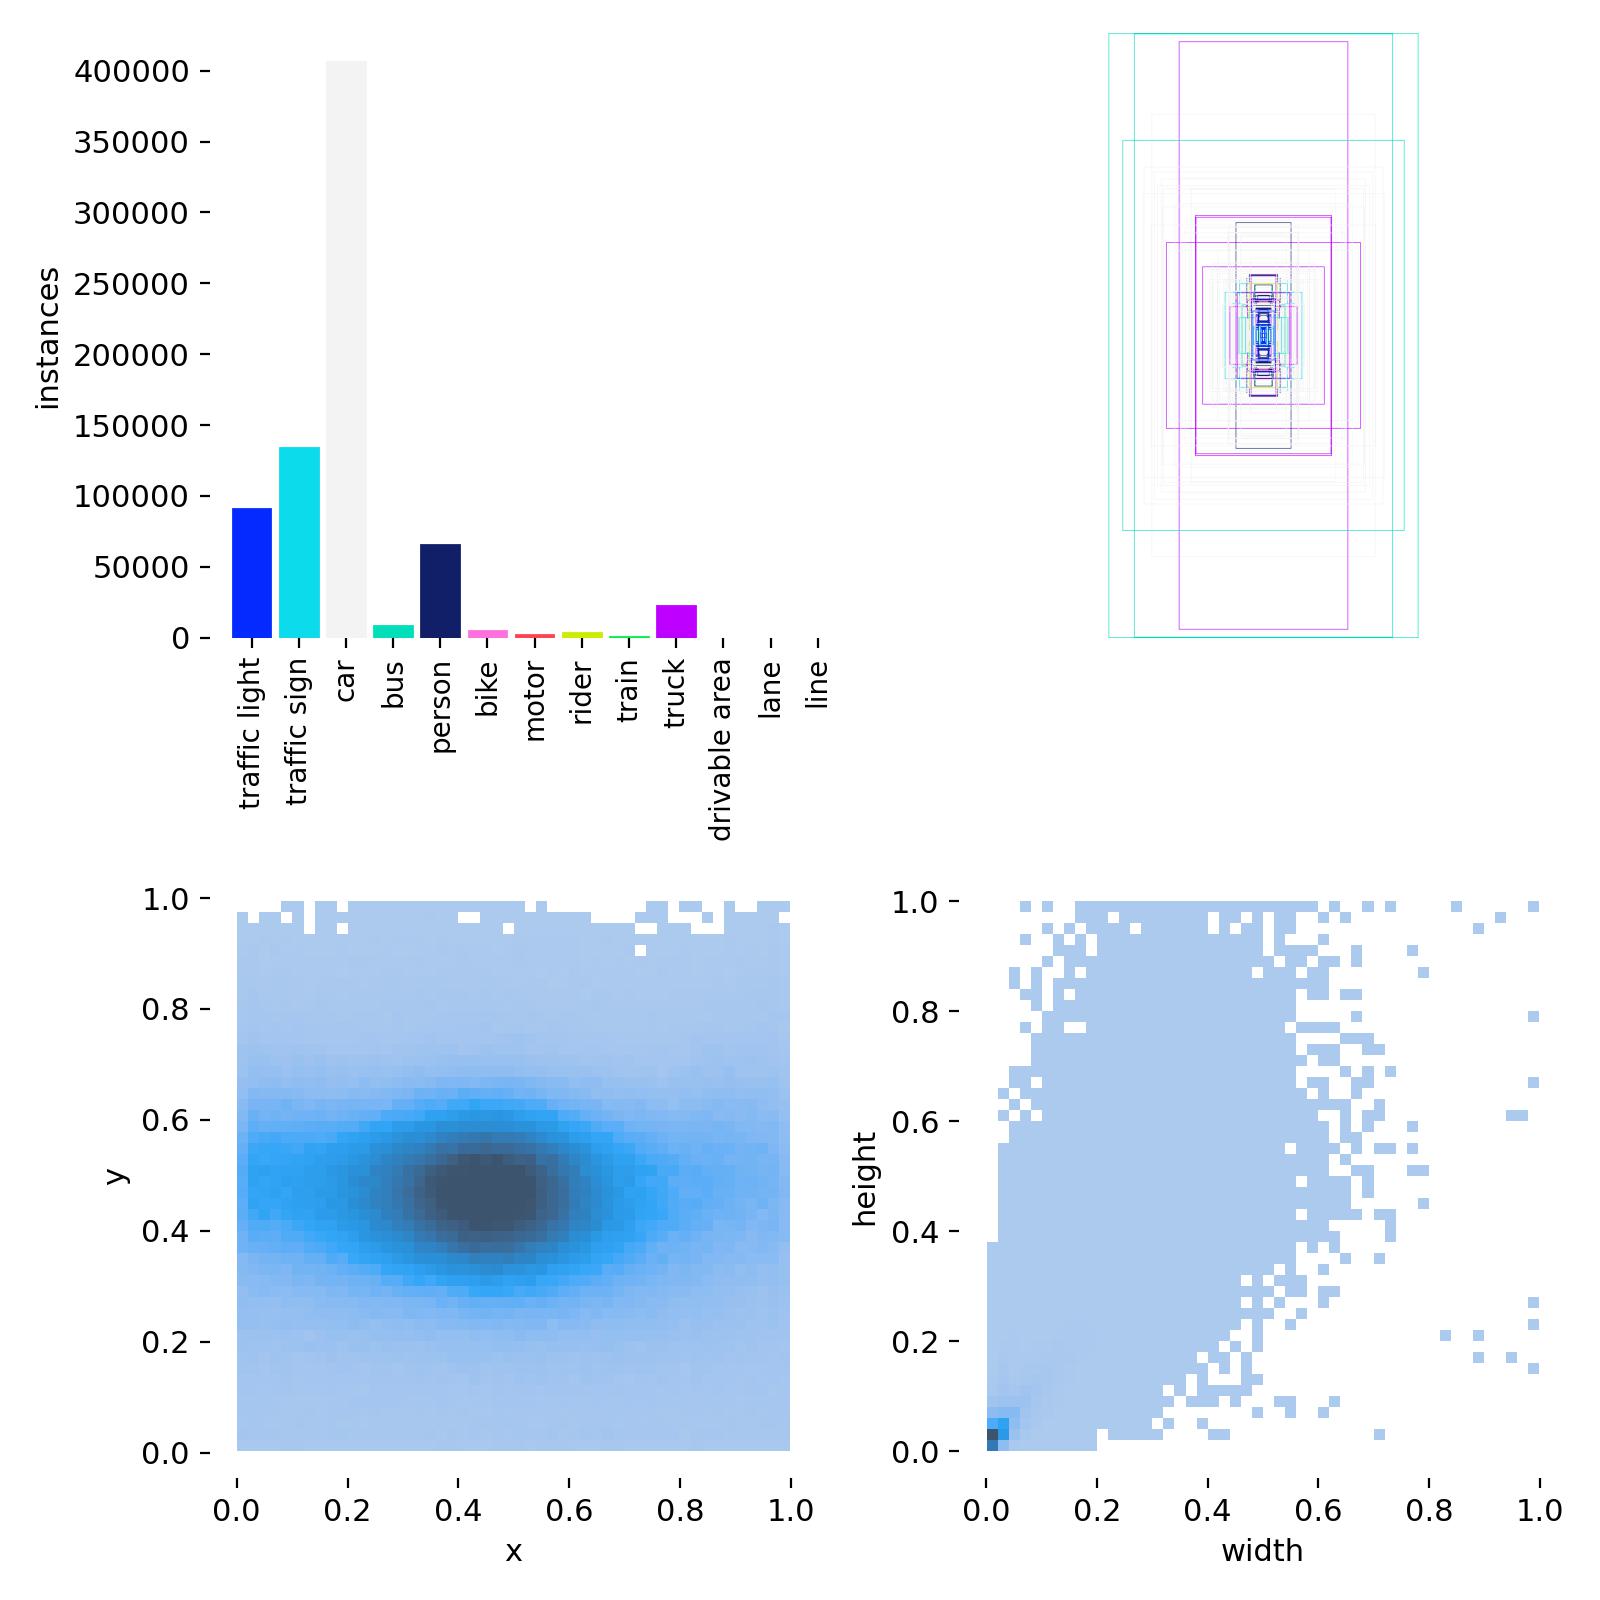 400000
350000
300000
250000
200000
150000
100000
50000
0
instances
traffic light
traffic sign
car
bus
person
bike
motor
rider
train
truck
drivable area
lane
line
1.0
0.8
0.6
0.4
0.2
0.0
y
0.0 0.2 0.4 0.6 0.8 1.0
x
1.0
0.8
0.6
0.4
0.2
0.0
height
0.0 0.2 0.4 0.6 0.8 1.0
width